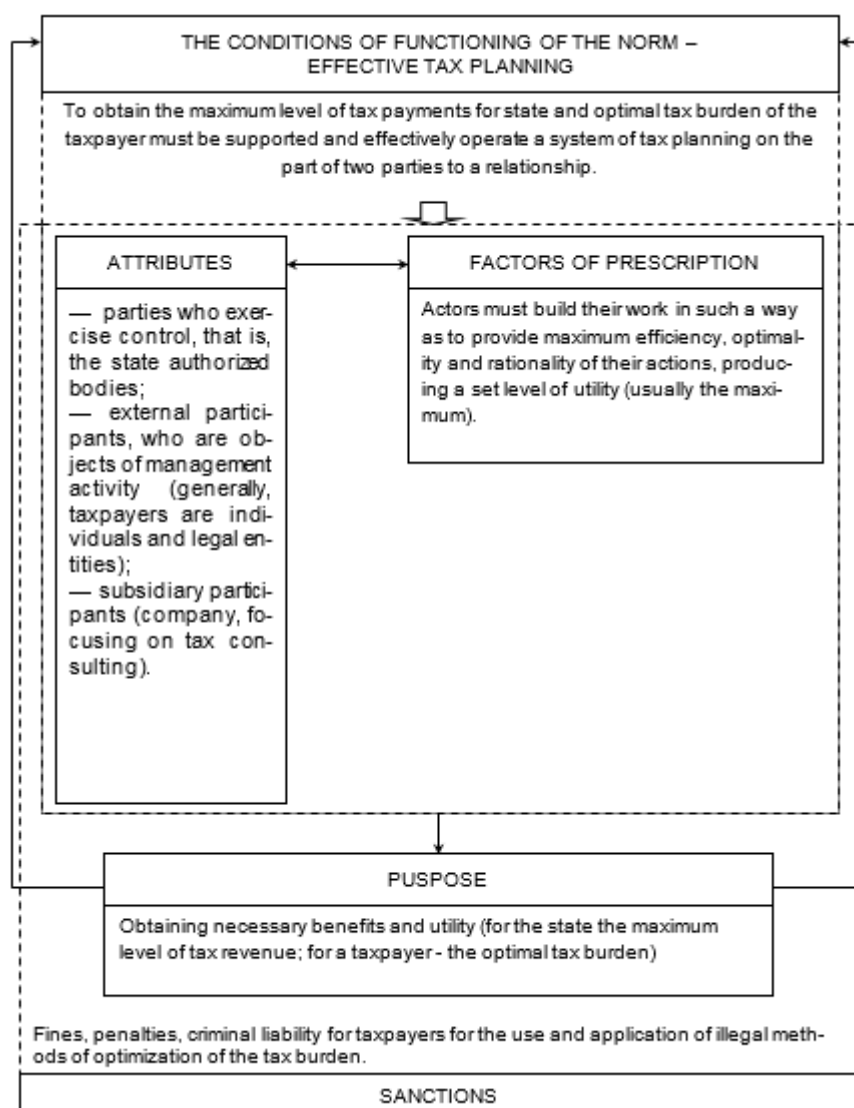 THE CONDITIONS OF FUNCTIONING OF THE NORM –
EFFECTIVE TAX PLANNING
To obtain the maximum level of tax payments for state and optimal tax burden of the
taxpayer must be supported and effectively operate a system of tax planning on the
part of two parties to a relationship.
ATTRIBUTES
— parties who exer-
cise control, that is,
the state authorized
bodies;
— external partici-
pants, who are ob-
jects of management
activity (generally,
taxpayers are indi-
viduals and legal en-
tities);
— subsidiary partici-
pants (company, fo-
cusing on tax con-
sulting).
FACTORS OF PRESCRIPTION
Actors must build their work in such a way
as to provide maximum efficiency, optimal-
ity and rationality of their actions, produc-
ing a set level of utility (usually the maxi-
mum).
PUSPOSE
Obtaining necessary benefits and utility (for the state the maximum
level of tax revenue; for a taxpayer - the optimal tax burden)
Fines, penalties, criminal liability for taxpayers for the use and application of illegal meth-
ods of optimization of the tax burden.
SANCTIONS